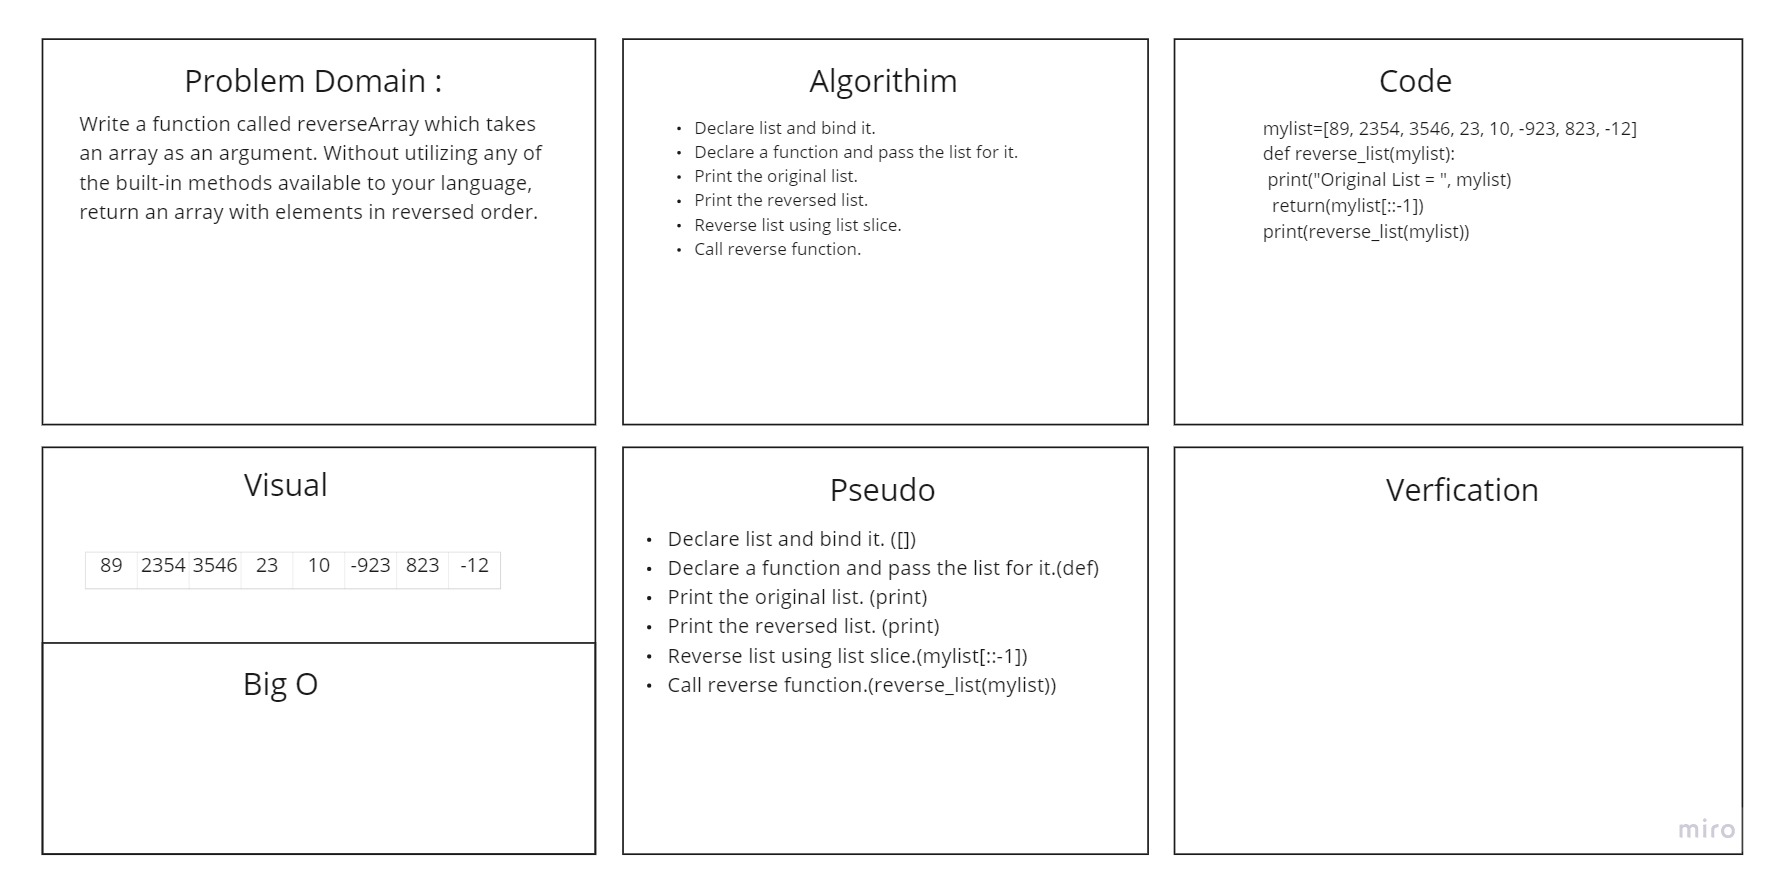 Problem Domain :
Write a function called reverseArray which takes
an array as an argument. Without utilizing any of
the built-in methods available to your language,
return an array with elements in reversed order.
Algorithim
• Declare list and bind it.
• Declare a function and pass the list for it.
• Print the original list.
• Print the reversed list.
• Reverse list using list slice.
• Call reverse function.
Code
mylist=[89, 2354, 3546, 23, 10, -923, 823, -12]
def reverse_list(mylist):
print("Original List = ", mylist)
return(mylist[::-1])
print(reverse_list(mylist))
Visual
89 2354 3546 23 10 -923 823 -12
Big O
Pseudo
• Declare list and bind it. ([])
• Declare a function and pass the list for it.(def)
• Print the original list. (print)
• Print the reversed list. (print)
• Reverse list using list slice.(mylist[::-1])
• Call reverse function.(reverse_list(mylist))
Verfication
miro